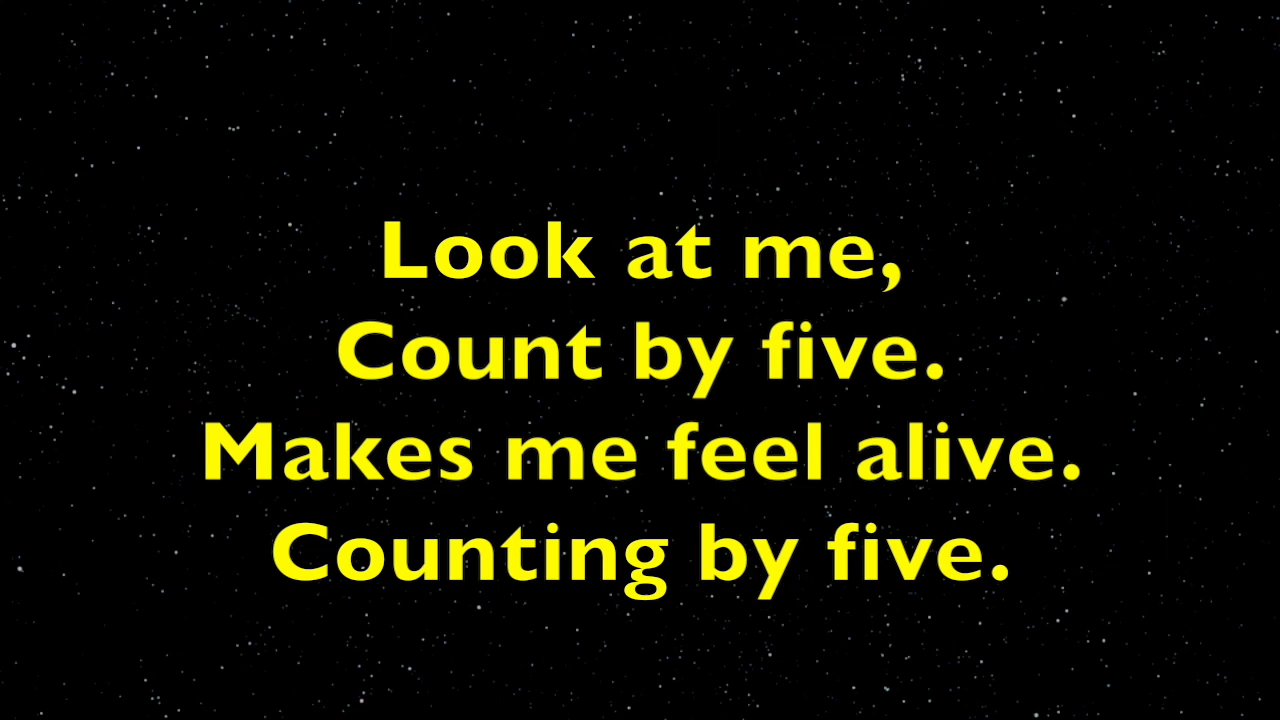 Look at me,
Count by five.
Makes me feel alive.
Counting by five.